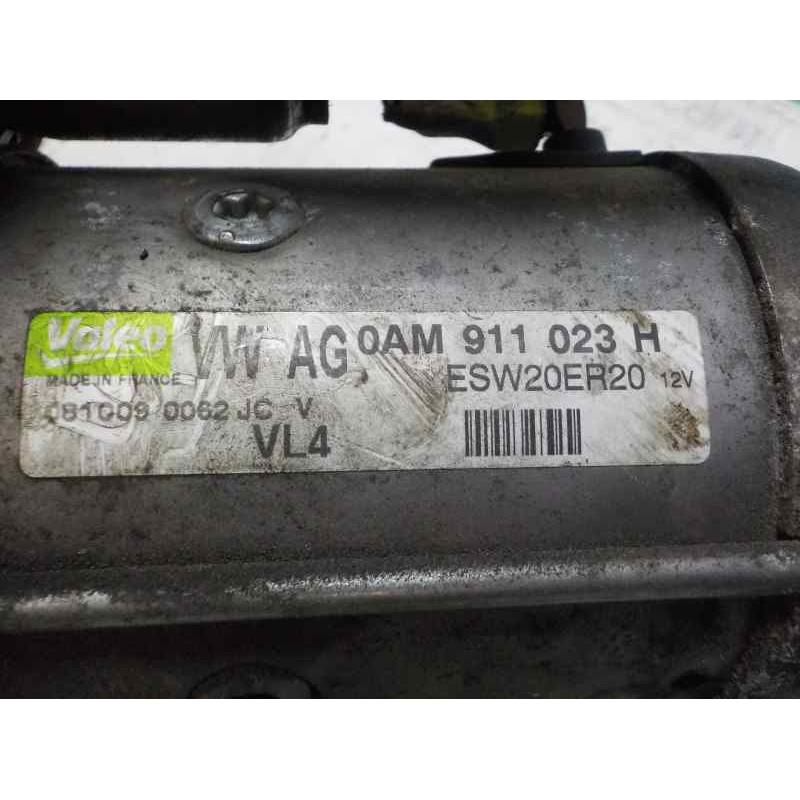 Valeo VW AG 0AM 911 023 H
MADE IN FRANCE ESW20ER20 12V
081009 0062 JC V
VL4